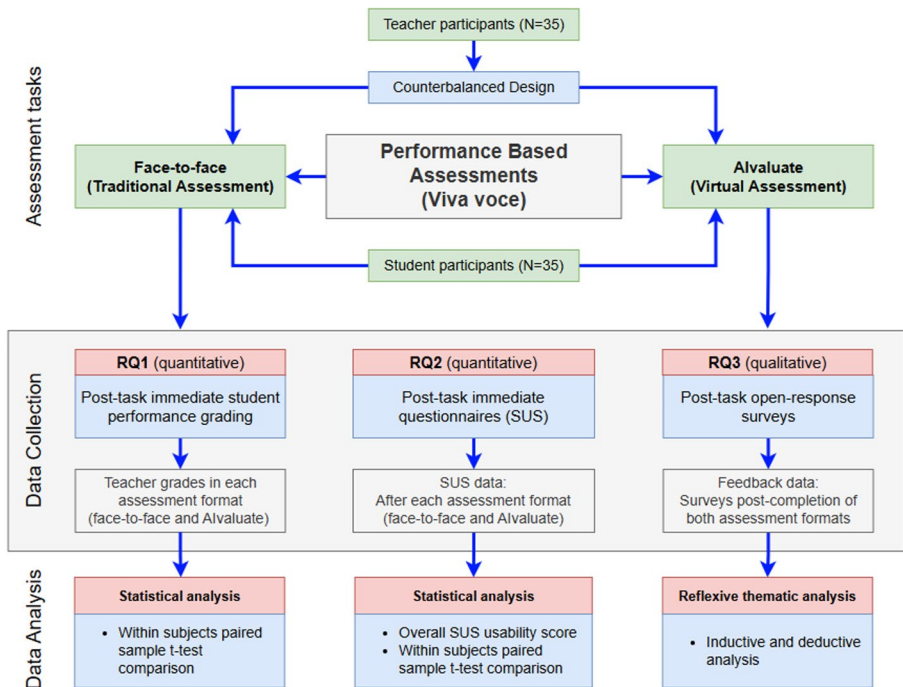 Teacher participants (N=35)
Counterbalanced Design
Assessment tasks
Face-to-face
(Traditional Assessment)
Performance Based
Assessments
(Viva voce)
AIvaluate
(Virtual Assessment)
Student participants (N=35)
Data Collection
RQ1 (quantitative)
Post-task immediate student
performance grading
Teacher grades in each
assessment format
(face-to-face and AIvaluate)
RQ2 (quantitative)
Post-task immediate
questionnaires (SUS)
SUS data:
After each assessment format
(face-to-face and AIvaluate)
RQ3 (qualitative)
Post-task open-response
surveys
Feedback data:
Surveys post-completion of
both assessment formats
Data Analysis
Statistical analysis
• Within subjects paired
sample t-test
comparison
Statistical analysis
• Overall SUS usability score
• Within subjects paired
sample t-test comparison
Reflexive thematic analysis
• Inductive and deductive
analysis